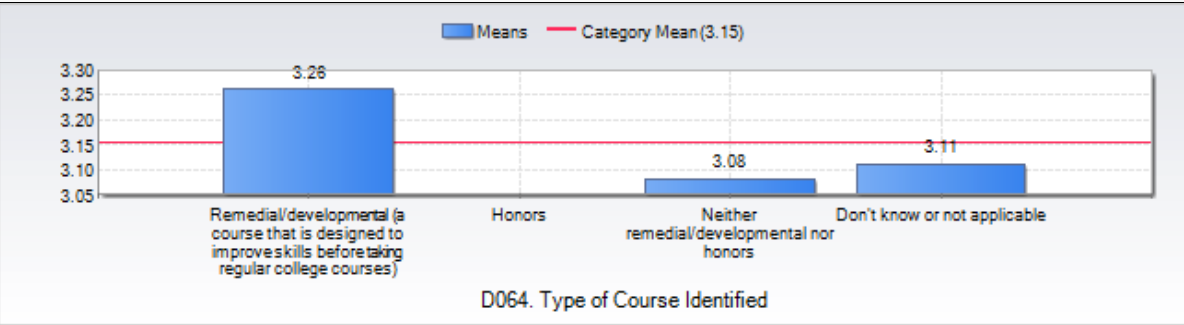 Means Category Mean (3.15)
3.30
3.25
3.20
3.15
3.10
3.05
3.26
3.08
3.11
Remedial/developmental (a
course that is designed to
improve skills before taking
regular college courses)
Honors
Neither
remedial/developmental nor
honors
Don't know or not applicable
D064. Type of Course Identified